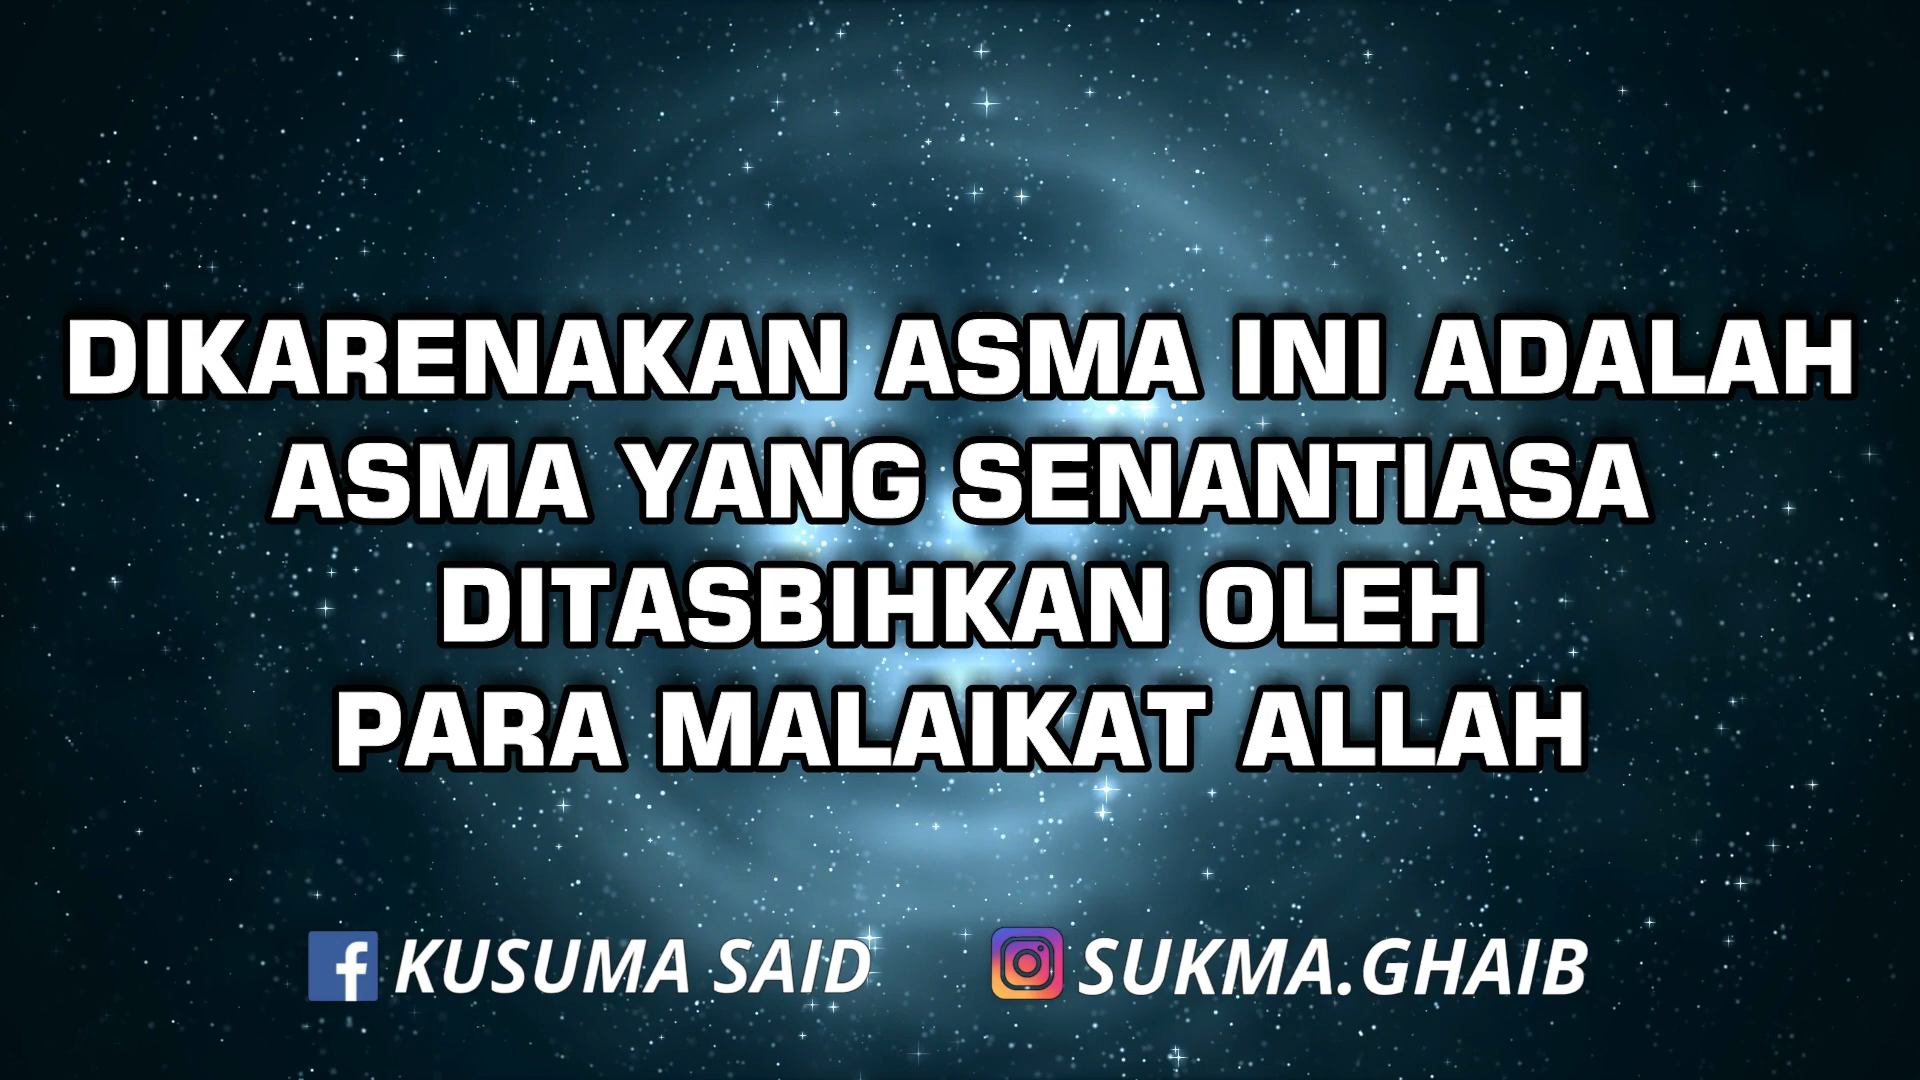 DIKARENAKAN ASMA INI ADALAH
ASMA YANG SENANTIASA
DITASBIHKAN OLEH
PARA MALAIKAT ALLAH
KUSUMA SAID SUKMA.GHAIB